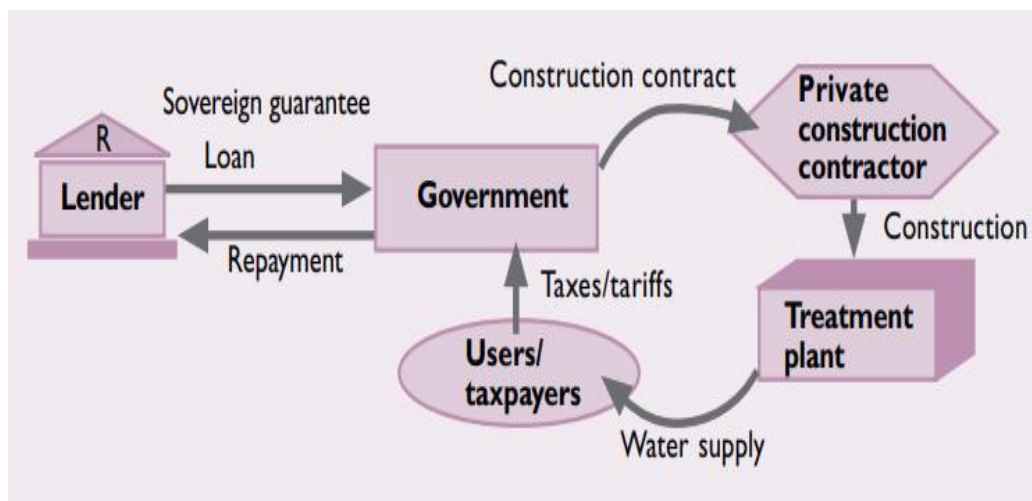 Construction contract
Private
construction
contractor
Sovereign guarantee
R
Loan
Lender
Government
Repayment
Construction
Taxes/tariffs
Treatment
plant
Users/
taxpayers
Water supply